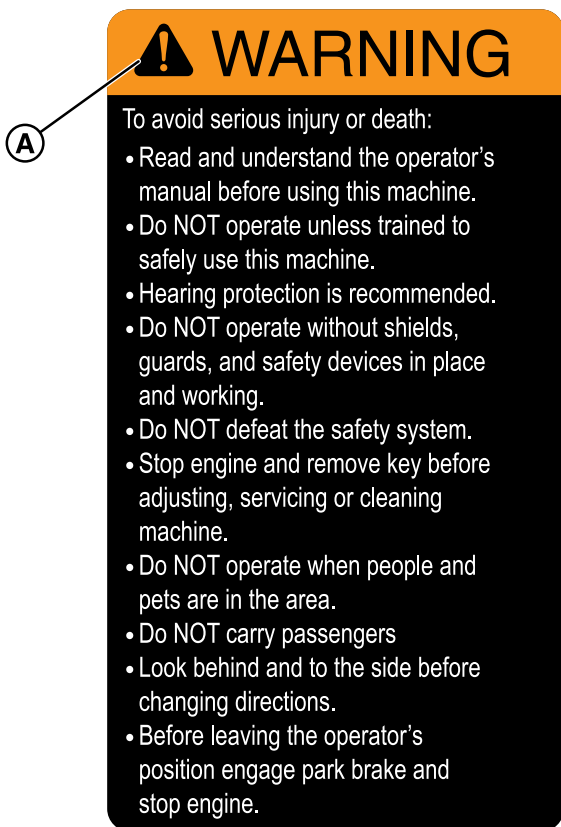 WARNING
A
To avoid serious injury or death:
• Read and understand the operator's
manual before using this machine.
• Do NOT operate unless trained to
safely use this machine.
• Hearing protection is recommended.
• Do NOT operate without shields,
guards, and safety devices in place
and working.
• Do NOT defeat the safety system.
• Stop engine and remove key before
adjusting, servicing or cleaning
machine.
• Do NOT operate when people and
pets are in the area.
• Do NOT carry passengers
• Look behind and to the side before
changing directions.
• Before leaving the operator's
position engage park brake and
stop engine.